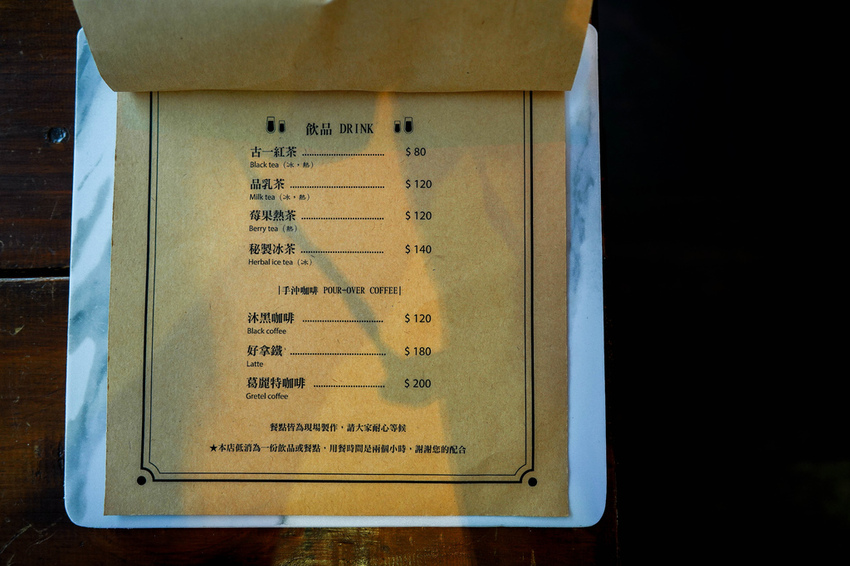 飲品 DRINK
古一紅茶 $ 80
Black tea（冰，熱）
品乳茶 $ 120
Milk tea（冰，熱）
莓果熱茶 $ 120
Berry tea（熱）
秘製冰茶 $ 140
Herbal ice tea（冰）
|手沖咖啡 POUR-OVER COFFEE|
沐黑咖啡 $ 120
Black coffee
好拿鐵 $ 180
Latte
葛麗特咖啡 $ 200
Gretel coffee
餐點皆為現場製作，請大家耐心等候
★本店低消為一份飲品或餐點，用餐時間是兩個小時，謝謝您的配合